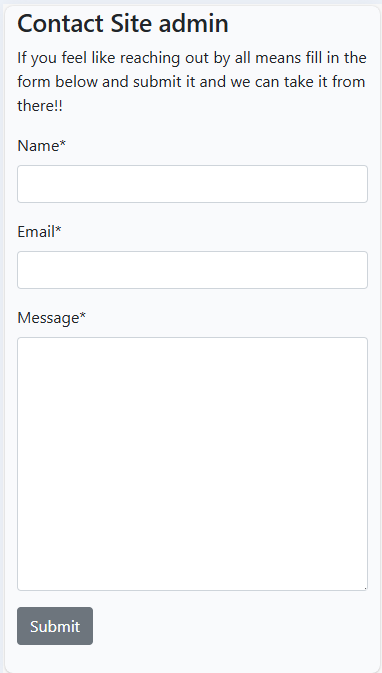 Contact Site admin
If you feel like reaching out by all means fill in the
form below and submit it and we can take it from
there!!
Name*
Email*
Message*
Submit